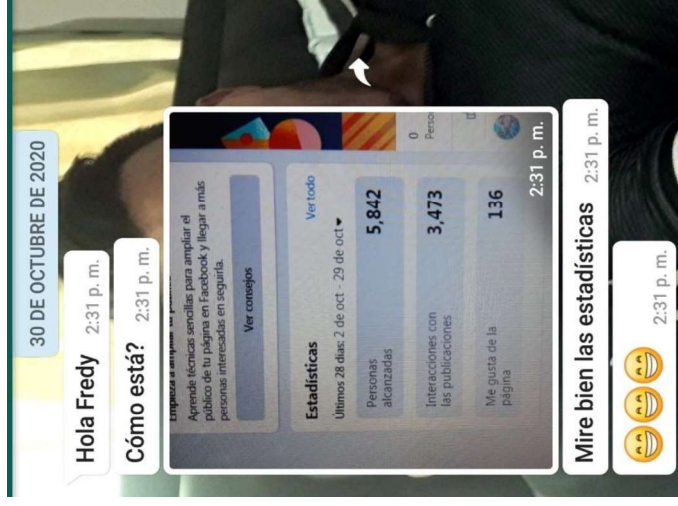 30 DE OCTUBRE DE 2020
Hola Fredy 2:31 p. m.
Cómo está? 2:31 p. m.
Aprende técnicas sencillas para ampliar el
público de tu página en Facebook y llegar a más
personas interesadas en seguirla.
Ver consejos
Estadísticas Ver todo
Últimos 28 días: 2 de oct - 29 de oct
Personas
alcanzadas
5,842
Interacciones con
las publicaciones
3,473
Me gusta de la
página
136
0
Perso
2:31 p. m.
Mire bien las estadísticas 2:31 p. m.
2:31 p. m.